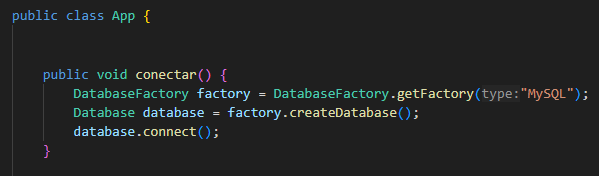 public class App {
public void conectar() {
DatabaseFactory factory = DatabaseFactory.getFactory(type:"MySQL");
Database database = factory.createDatabase();
database.connect();
}